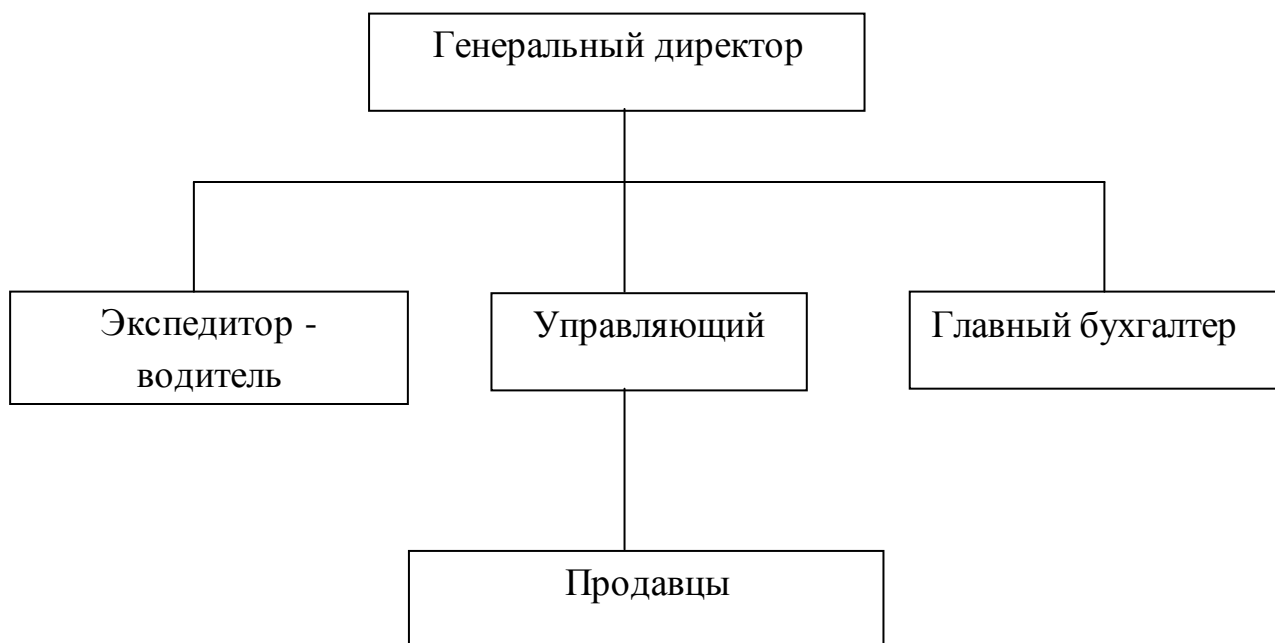 Генеральный директор
Экспедитор -
водитель
Управляющий
Главный бухгалтер
Продавцы